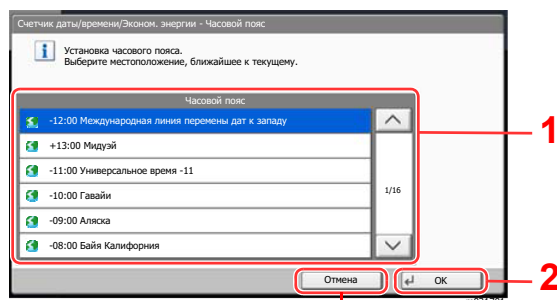 Счетчик даты/времени/Эконом. энергии - Часовой пояс
Установка часового пояса.
Выберите местоположение, ближайшее к текущему.
Часовой пояс
-12:00 Международная линия перемены дат к западу
+13:00 Мидуэй
-11:00 Универсальное время -11
-10:00 Гавайи
-09:00 Аляска
-08:00 Байя Калифорния
1/16
1
Отмена
OK
2